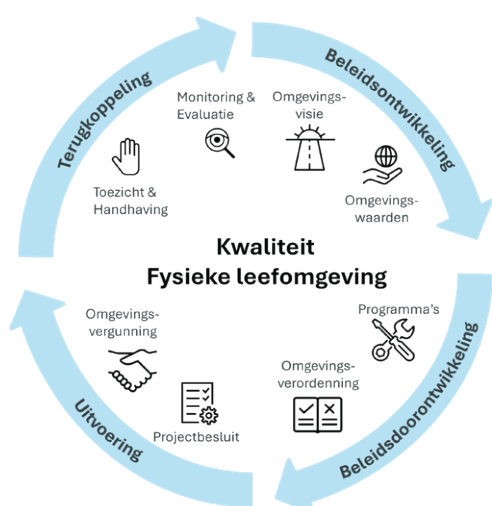 Terugkoppeling
Beleidsontwikkeling
Monitoring &
Evaluatie
Omgevings-
visie
Toezicht &
Handhaving
Omgevings-
waarden
Kwaliteit
Fysieke leefomgeving
Omgevings-
vergunning
Programma's
Omgevings-
verordenning
Projectbesluit
Uitvoering
Beleidsdoorontwikkeling